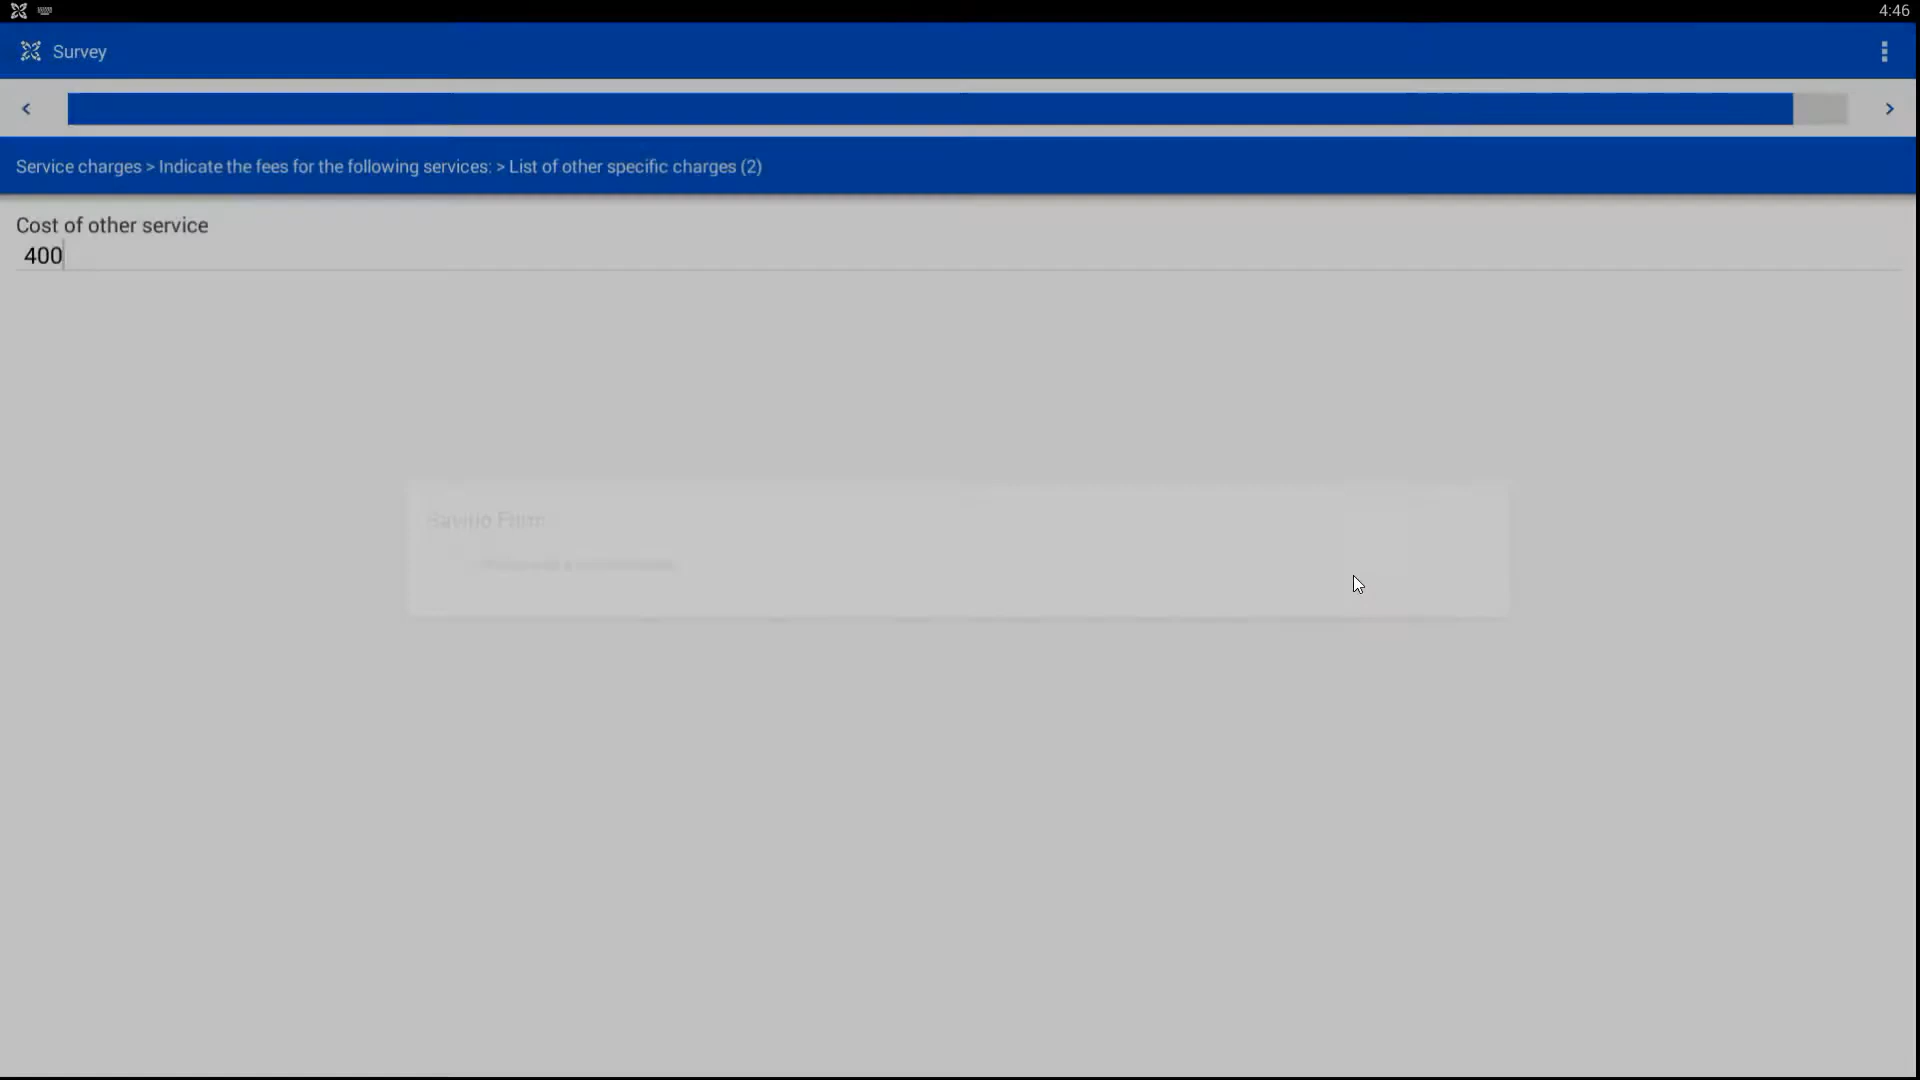 4:46
Survey
Service charges > Indicate the fees for the following services: > List of other specific charges (2)
Cost of other service
400